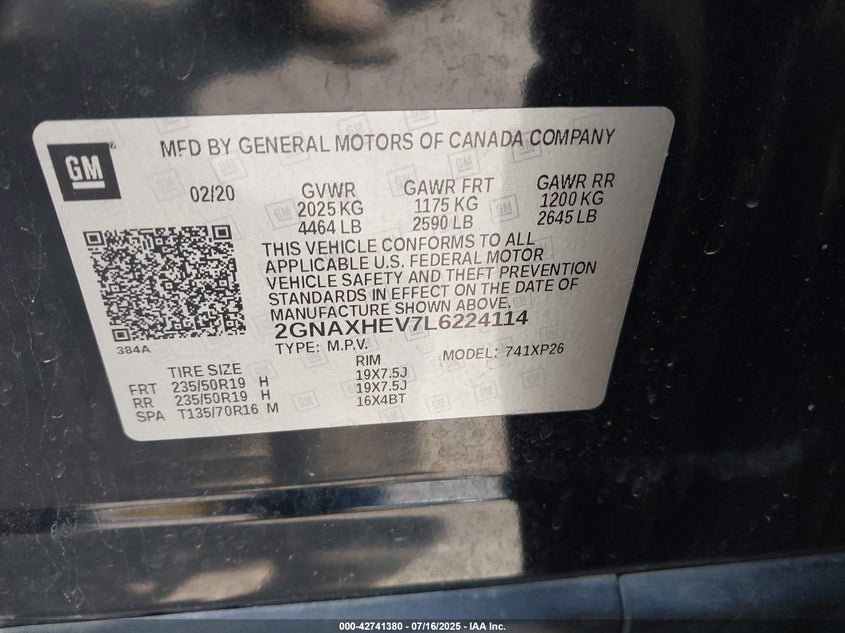 GM
MFD BY GENERAL MOTORS OF CANADA COMPANY
02/20
GVWR
2025 KG
4464 LB
GAWR FRT
1175 KG
2590 LB
GAWR RR
1200 KG
2645 LB
THIS VEHICLE CONFORMS TO ALL
APPLICABLE U.S. FEDERAL MOTOR
VEHICLE SAFETY AND THEFT PREVENTION
STANDARDS IN EFFECT ON THE DATE OF
MANUFACTURE SHOWN ABOVE.
2GNAXHEV7L6224114
TYPE: M.P.V.
MODEL: 741XP26
384A
TIRE SIZE RIM
FRT 235/50R19 H 19X7.5J
RR 235/50R19 H 19X7.5J
SPA T135/70R16 M 16X4BT
000-42741380 - 07/16/2025 - IAA Inc.